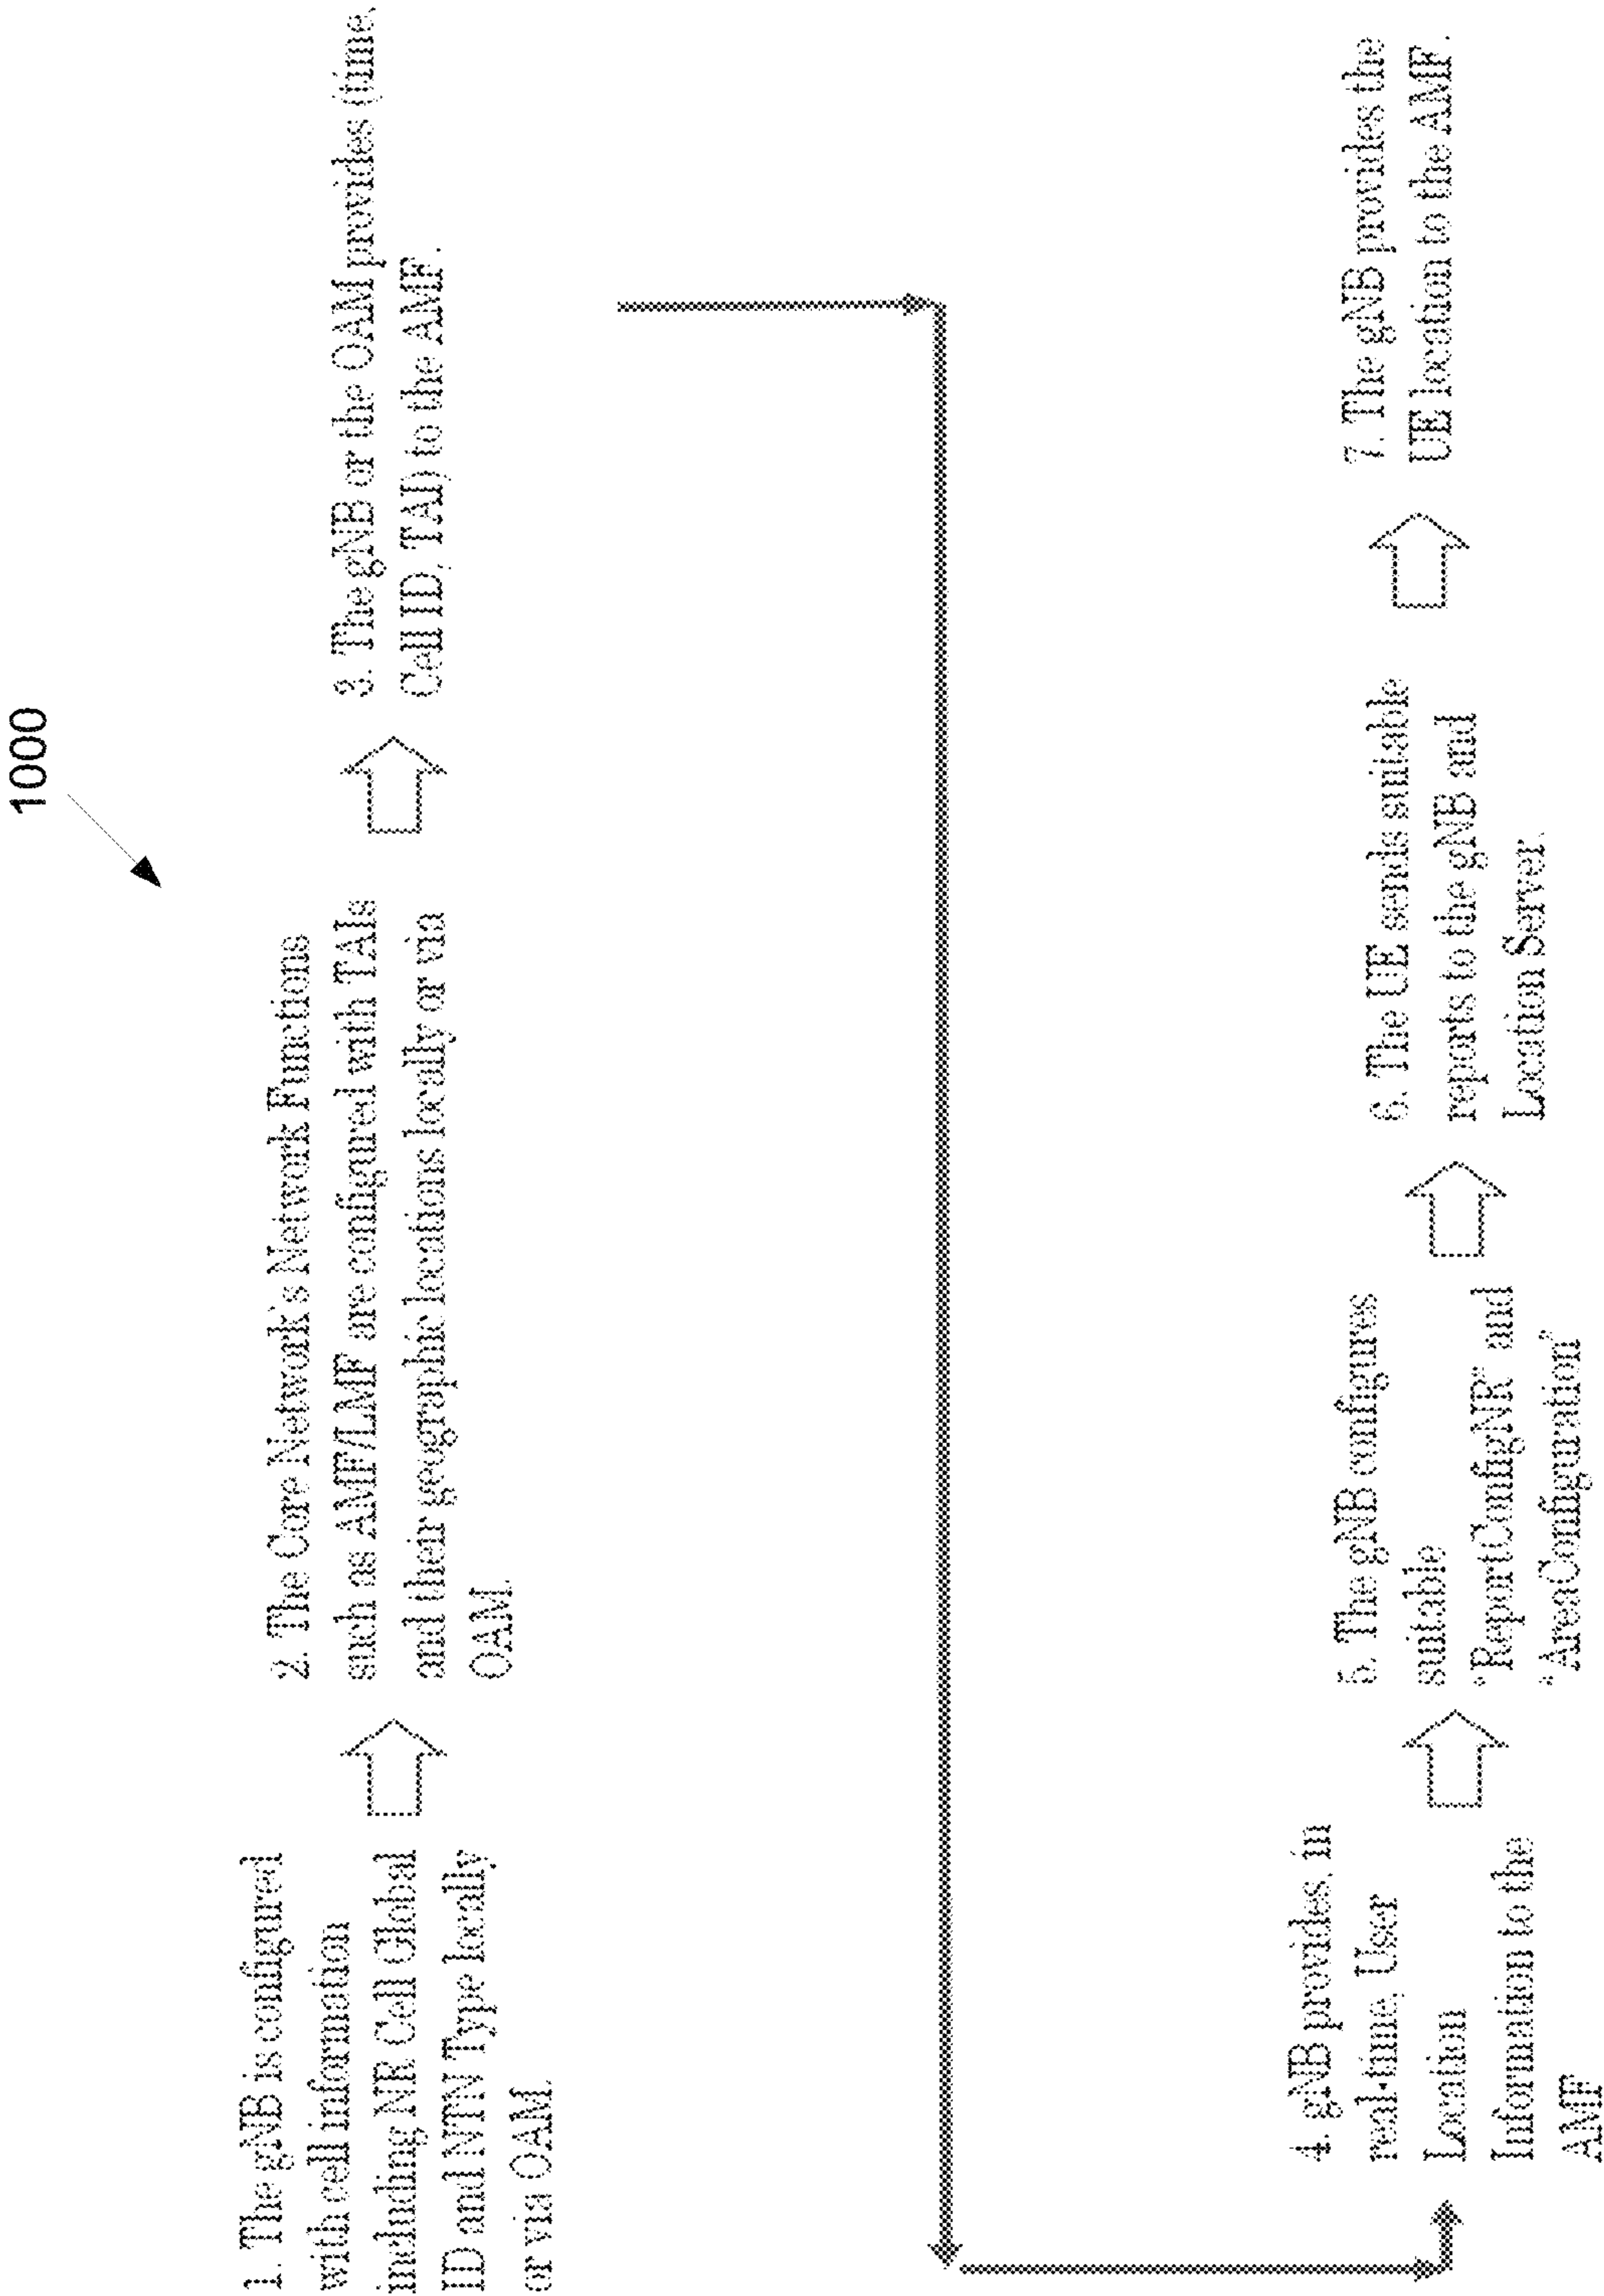 1000
1. The gNB is configured
with cell information
including NR Cell Global
ID and NTN Type locally
or via OAM.
2. The Core Network's Network Functions
such as AMF/LMF are configured with TAIs
and their geographic locations locally or via
OAM.
3. The gNB or the OAM provides (time,
Cell ID, TAI) to the AMF.
4. gNB provides, in
real-time, User
Location
Information to the
AMF
5. The gNB configures
suitable
"ReportConfigNR" and
"AreaConfiguration"
6. The UE sends suitable
reports to the gNB and
Location Server.
7. The gNB provides the
UE location to the AMF.